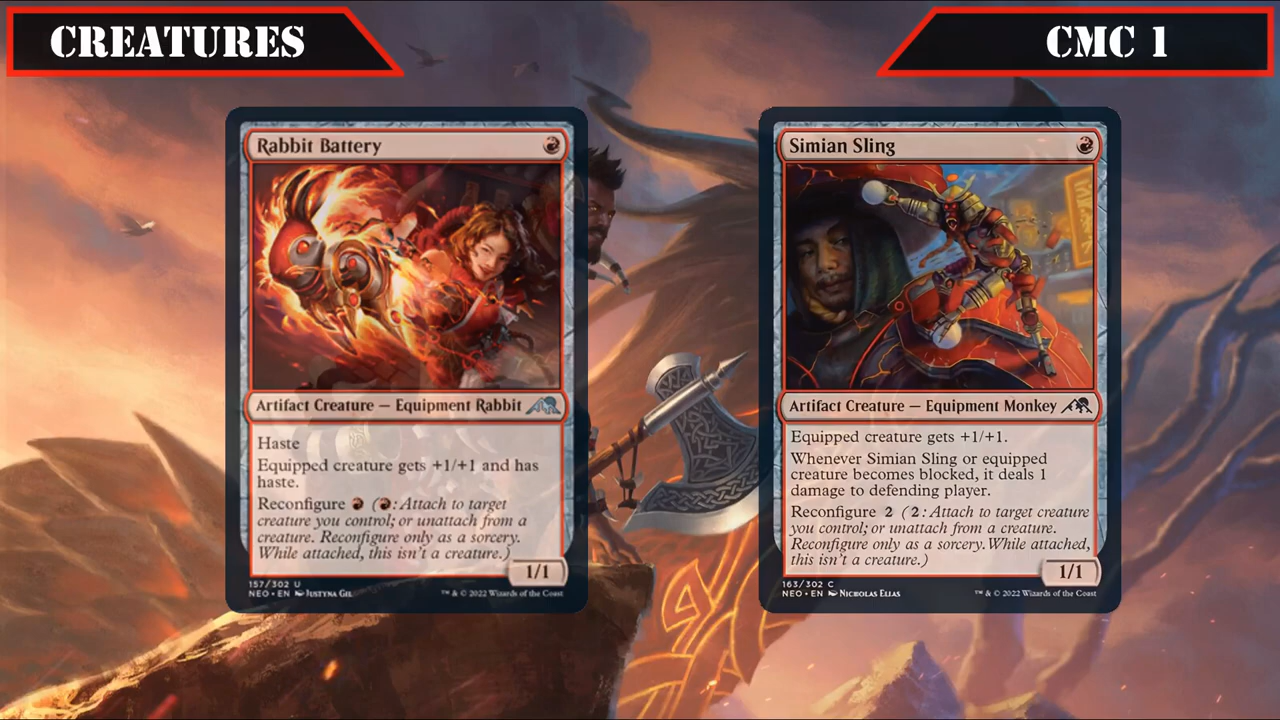 CREATURES
CMC 1
Rabbit Battery
Artifact Creature — Equipment Rabbit
Haste
Equipped creature gets +1/+1 and has
haste.
Reconfigure (: Attach to target
creature you control; or unattach from a
creature. Reconfigure only as a sorcery.
While attached, this isn't a creature.)
1/1
157/302 U
NEO • EN Justyna Gil
™ & © 2022 Wizards of the Coast
Simian Sling
Artifact Creature — Equipment Monkey
Equipped creature gets +1/+1.
Whenever Simian Sling or equipped
creature becomes blocked, it deals 1
damage to defending player.
Reconfigure 2 (2: Attach to target creature
you control; or unattach from a creature.
Reconfigure only as a sorcery. While attached,
this isn't a creature.)
1/1
163/302 C
NEO • EN Nicholas Elias
™ & © 2022 Wizards of the Coast